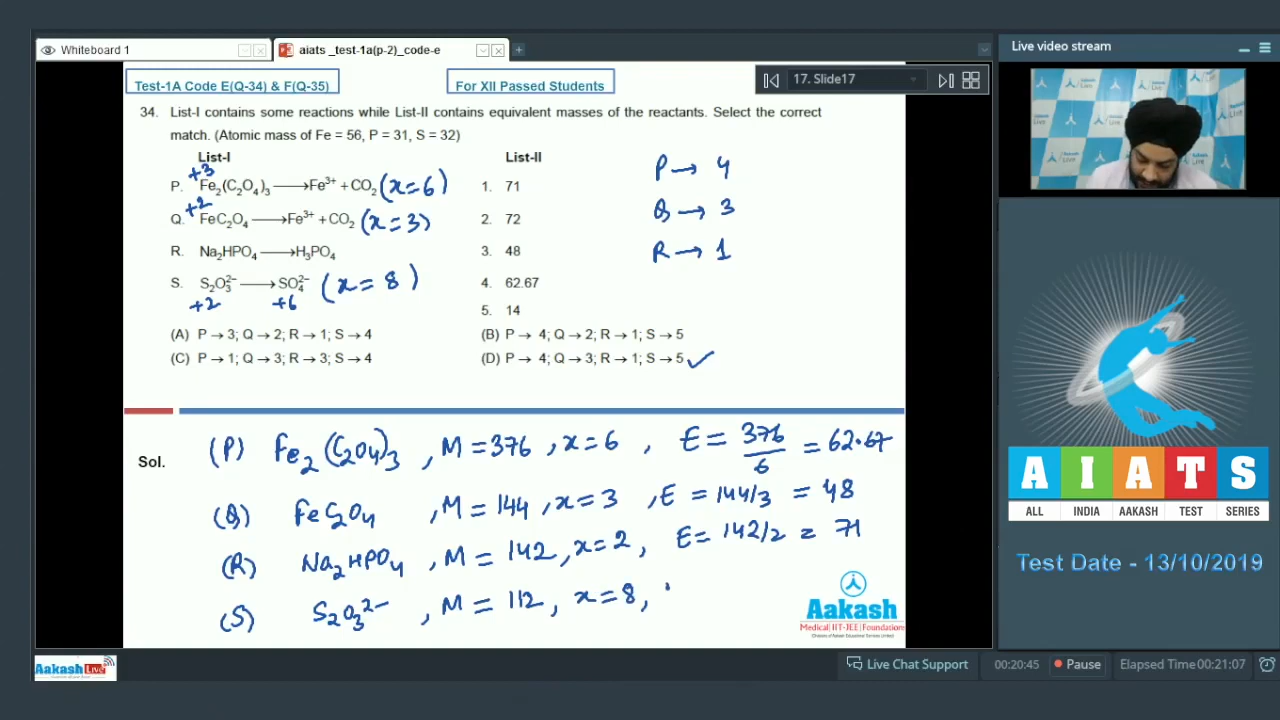 Whiteboard 1
aiats _test-1a(p-2)_code-e
Live video stream
Test-1A Code E(Q-34) & F(Q-35)
For XII Passed Students
17. Slide17
34. List-I contains some reactions while List-II contains equivalent masses of the reactants. Select the correct
match. (Atomic mass of Fe = 56, P = 31, S = 32)
List-I List-II
+3
P. Fe₂(C₂O₄)₃ ⟶ Fe³⁺ + CO₂ (x=6) 1. 71
+2
Q. FeC₂O₄ ⟶ Fe³⁺ + CO₂ (x=3) 2. 72
R. Na₂HPO₄ ⟶ H₃PO₄ 3. 48
S. S₂O₃²⁻ ⟶ SO₄²⁻ (x=8) 4. 62.67
+2 +6
5. 14
P → 4
Q → 3
R → 1
(A) P → 3; Q → 2; R → 1; S → 4 (B) P → 4; Q → 2; R → 1; S → 5
(C) P → 1; Q → 3; R → 3; S → 4 (D) P → 4; Q → 3; R → 1; S → 5 ✓
Sol.
(P) Fe₂(C₂O₄)₃ , M = 376 , x = 6 , E = 376/6 = 62.67
(Q) FeC₂O₄ , M = 144 , x = 3 , E = 144/3 = 48
(R) Na₂HPO₄ , M = 142 , x = 2 , E = 142/2 = 71
(S) S₂O₃²⁻ , M = 112 , x = 8 ,
Aakash
Medical|IIT-JEE|Foundations
(Divisions of Aakash Educational Services Limited)
AIATS
ALL INDIA AAKASH TEST SERIES
Test Date - 13/10/2019
Aakash Live
Live Chat Support
00:20:45
Pause
Elapsed Time 00:21:07